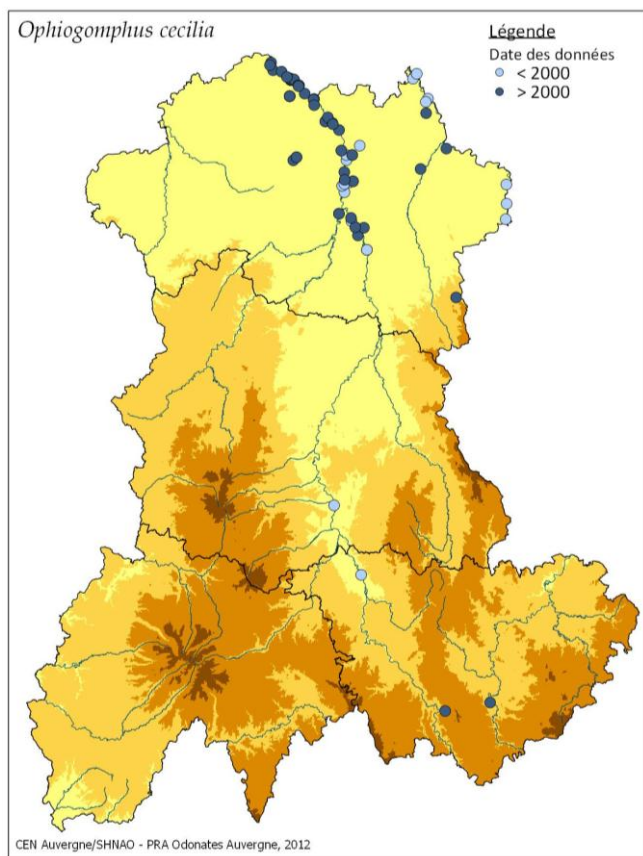 Ophiogomphus cecilia
Légende
Date des données
< 2000
> 2000
CEN Auvergne/SHNAO - PRA Odonates Auvergne, 2012